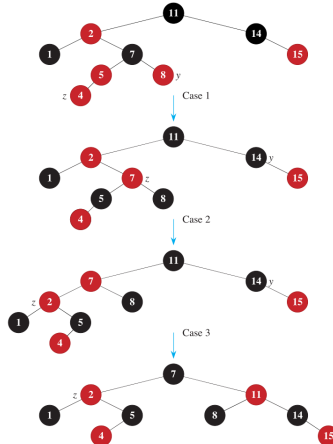 11
2 14
1 7 15
5 8 y
z 4
Case 1
11
2 14 y
1 7 z 15
5 8
4
Case 2
11
7 14 y
z 2 8 15
1 5
4
Case 3
7
z 2 11
1 5 8 14
4 15